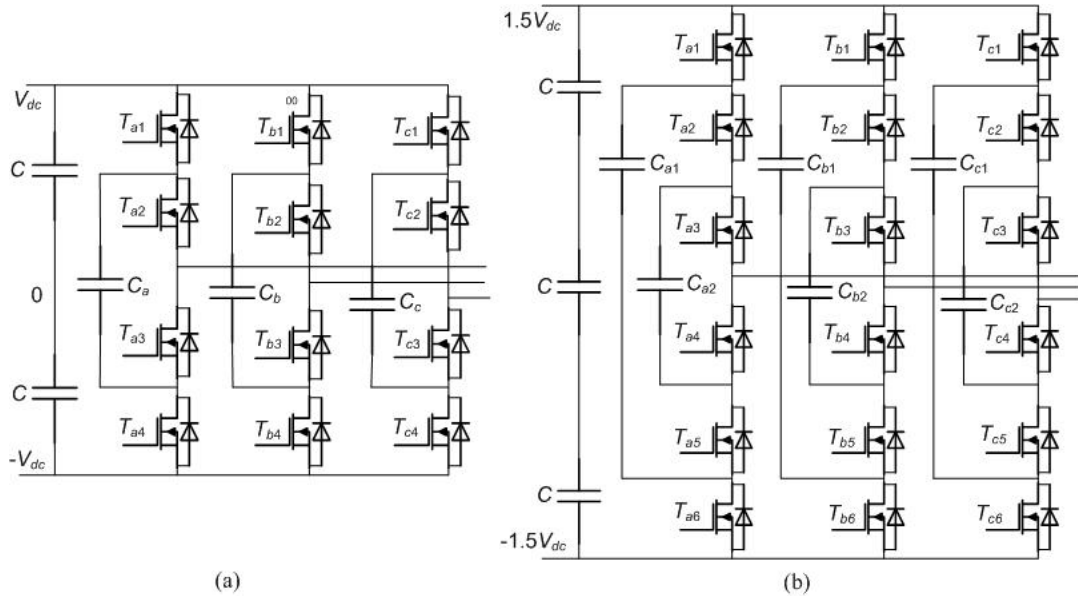 V_dc
C
0
C
-V_dc
T_a1
T_a2
C_a
T_a3
T_a4
oo
T_b1
T_b2
C_b
T_b3
T_b4
T_c1
T_c2
C_c
T_c3
T_c4
(a)
1.5V_dc
C
C
C
-1.5V_dc
T_a1
T_a2
C_a1
T_a3
C_a2
T_a4
T_a5
T_a6
T_b1
T_b2
C_b1
T_b3
C_b2
T_b4
T_b5
T_b6
T_c1
T_c2
C_c1
T_c3
C_c2
T_c4
T_c5
T_c6
(b)